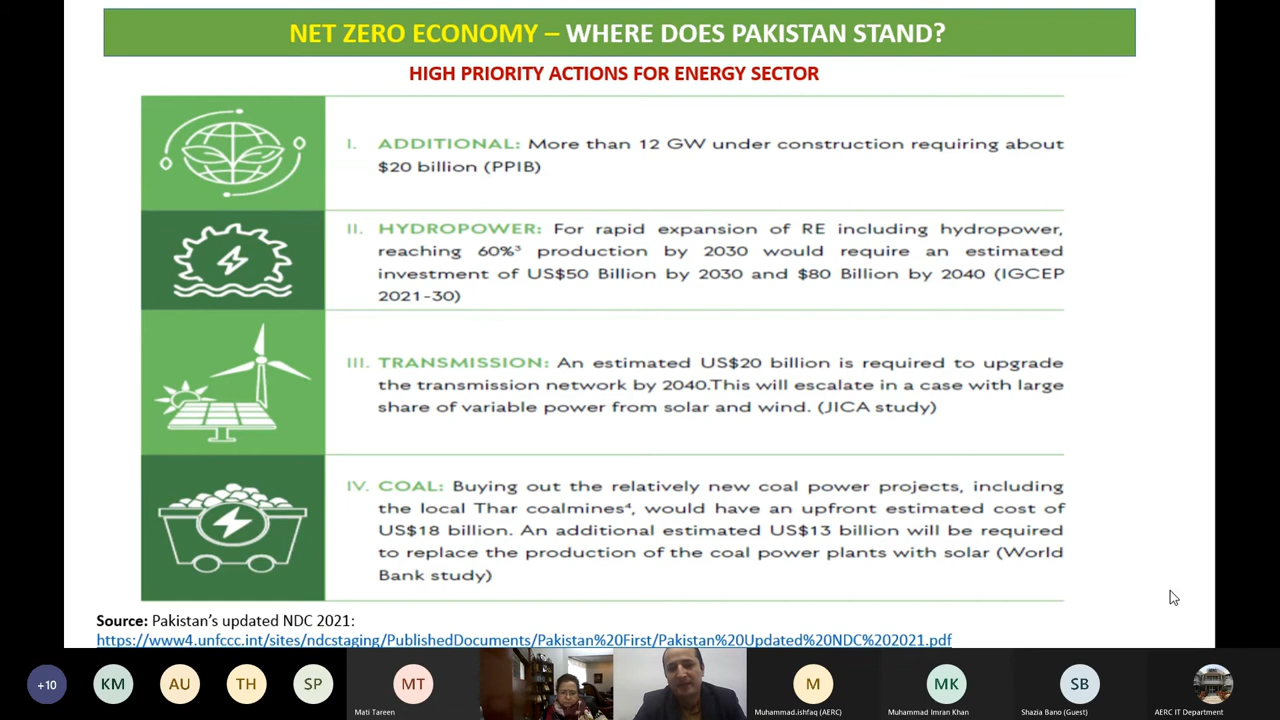 NET ZERO ECONOMY – WHERE DOES PAKISTAN STAND?
HIGH PRIORITY ACTIONS FOR ENERGY SECTOR
I. ADDITIONAL: More than 12 GW under construction requiring about
$20 billion (PPIB)
II. HYDROPOWER: For rapid expansion of RE including hydropower,
reaching 60%³ production by 2030 would require an estimated
investment of US$50 Billion by 2030 and $80 Billion by 2040 (IGCEP
2021-30)
III. TRANSMISSION: An estimated US$20 billion is required to upgrade
the transmission network by 2040.This will escalate in a case with large
share of variable power from solar and wind. (JICA study)
IV. COAL: Buying out the relatively new coal power projects, including
the local Thar coalmines⁴, would have an upfront estimated cost of
US$18 billion. An additional estimated US$13 billion will be required
to replace the production of the coal power plants with solar (World
Bank study)
Source: Pakistan's updated NDC 2021:
https://www4.unfccc.int/sites/ndcstaging/PublishedDocuments/Pakistan%20First/Pakistan%20Updated%20NDC%202021.pdf
+10 KM AU TH SP MT M MK SB
Mati Tareen Muhammad.ishfaq (AERC) Muhammad Imran Khan Shazia Bano (Guest) AERC IT Department